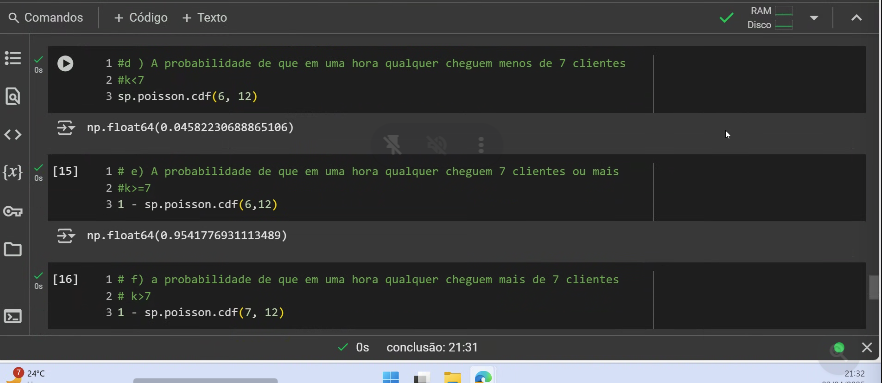 Comandos + Código + Texto RAM
Disco
0s 1 #d ) A probabilidade de que em uma hora qualquer cheguem menos de 7 clientes
2 #k<7
3 sp.poisson.cdf(6, 12)
np.float64(0.04582230688865106)
0s [15] 1 # e) A probabilidade de que em uma hora qualquer cheguem 7 clientes ou mais
2 #k>=7
3 1 - sp.poisson.cdf(6,12)
np.float64(0.9541776931113489)
0s [16] 1 # f) a probabilidade de que em uma hora qualquer cheguem mais de 7 clientes
2 # k>7
3 1 - sp.poisson.cdf(7, 12)
0s conclusão: 21:31
7 24°C 21:32